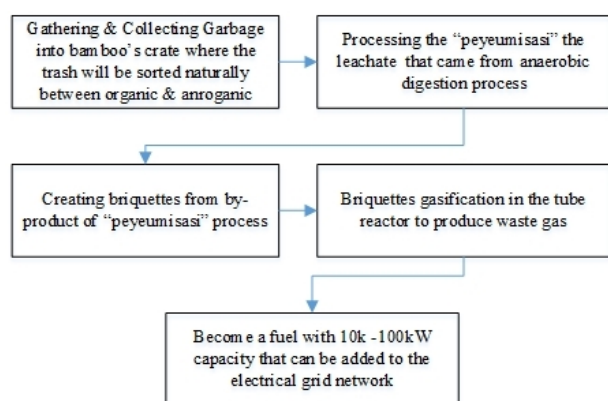 Gathering & Collecting Garbage
into bamboo's crate where the
trash will be sorted naturally
between organic & anroganic
Processing the "peyeumisasi" the
leachate that came from anaerobic
digestion process
Creating briquettes from by-
product of "peyeumisasi" process
Briquettes gasification in the tube
reactor to produce waste gas
Become a fuel with 10k -100kW
capacity that can be added to the
electrical grid network